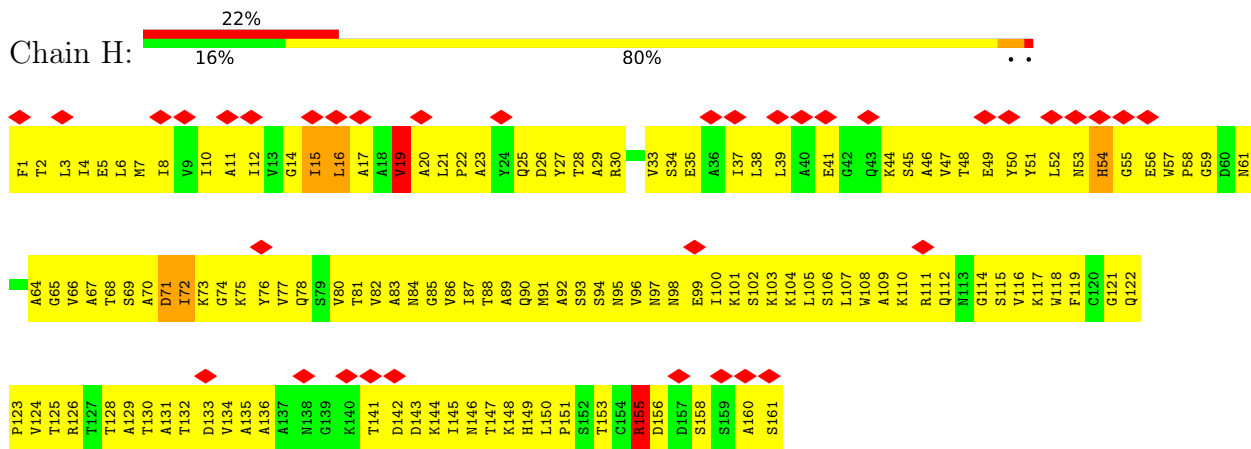 22%
Chain H:
16% 80% • •
F1 T2 L3 I4 E5 L6 M7 I8 V9 I10 A11 I12 V13 G14 I15 L16 A17 A18 V19 A20 L21 P22 A23 Y24 Q25 D26 Y27 T28 A29 R30 V33 S34 E35 A36 I37 L38 L39 A40 E41 G42 Q43 K44 S45 A46 V47 T48 E49 Y50 Y51 L52 N53 H54 G55 E56 W57 P58 G59 D60 N61
A64 G65 V66 A67 T68 S69 A70 D71 I72 K73 G74 K75 Y76 V77 Q78 S79 V80 T81 V82 A83 N84 G85 V86 I87 T88 A89 Q90 M91 A92 S93 S94 N95 V96 N97 N98 E99 I100 K101 S102 K103 K104 L105 S106 L107 W108 A109 K110 R111 Q112 N113 G114 S115 V116 K117 W118 F119 C120 G121 Q122
P123 V124 T125 R126 T127 T128 A129 T130 A131 T132 D133 V134 A135 A136 A137 N138 G139 K140 T141 D142 D143 K144 I145 N146 T147 K148 H149 L150 P151 S152 T153 C154 R155 D156 D157 S158 S159 A160 S161